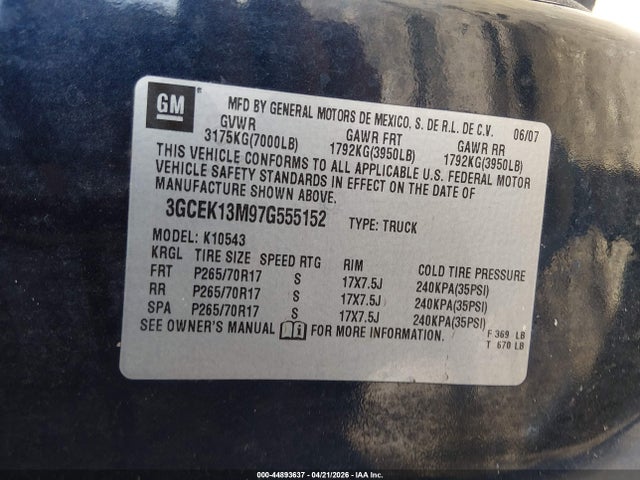 GM
MFD BY GENERAL MOTORS DE MEXICO, S. DE R.L. DE C.V. 06/07
GVWR GAWR FRT GAWR RR
3175KG(7000LB) 1792KG(3950LB) 1792KG(3950LB)
THIS VEHICLE CONFORMS TO ALL APPLICABLE U.S. FEDERAL MOTOR
VEHICLE SAFETY STANDARDS IN EFFECT ON THE DATE OF
MANUFACTURE SHOWN ABOVE.
3GCEK13M97G555152 TYPE: TRUCK
MODEL: K10543
KRGL TIRE SIZE SPEED RTG RIM COLD TIRE PRESSURE
FRT P265/70R17 S 17X7.5J 240KPA(35PSI)
RR P265/70R17 S 17X7.5J 240KPA(35PSI)
SPA P265/70R17 S 17X7.5J 240KPA(35PSI)
SEE OWNER'S MANUAL FOR MORE INFORMATION.
F 369 LB
T 670 LB
000-44893637 - 04/21/2026 - IAA Inc.